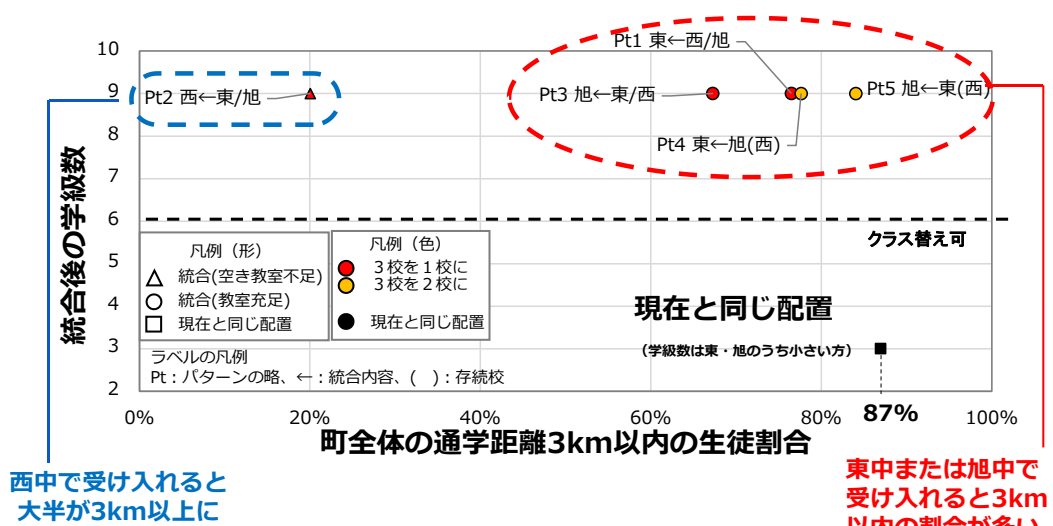 統合後の学級数
10
9
8
7
6
5
4
3
2
Pt1 東←西/旭
Pt2 西←東/旭
Pt3 旭←東/西
Pt5 旭←東(西)
Pt4 東←旭(西)
クラス替え可
凡例（形）
統合(空き教室不足)
統合(教室充足)
現在と同じ配置
凡例（色）
３校を１校に
３校を２校に
現在と同じ配置
ラベルの凡例
Pt：パターンの略、←：統合内容、(　)：存続校
現在と同じ配置
（学級数は東・旭のうち小さい方）
0%
20%
40%
60%
80%
87%
100%
町全体の通学距離3km以内の生徒割合
西中で受け入れると
大半が3km以上に
東中または旭中で
受け入れると3km
以内の割合が多い